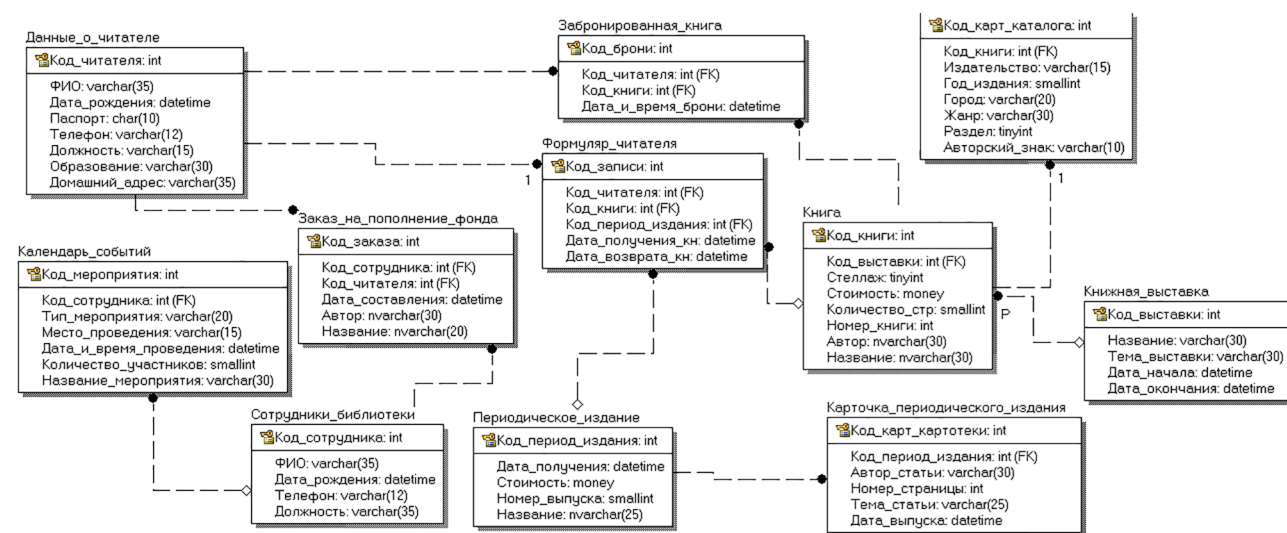 Данные_о_читателе
Код_читателя: int
ФИО: varchar(35)
Дата_рождения: datetime
Паспорт: char(10)
Телефон: varchar(12)
Должность: varchar(15)
Образование: varchar(30)
Домашний_адрес: varchar(35)
Забронированная_книга
Код_брони: int
Код_читателя: int (FK)
Код_книги: int (FK)
Дата_и_время_брони: datetime
Код_карт_каталога: int
Код_книги: int (FK)
Издательство: varchar(15)
Год_издания: smallint
Город: varchar(20)
Жанр: varchar(30)
Раздел: tinyint
Авторский_знак: varchar(10)
1
Формуляр_читателя
1
Код_записи: int
Код_читателя: int (FK)
Код_книги: int (FK)
Код_период_издания: int (FK)
Дата_получения_кн: datetime
Дата_возврата_кн: datetime
Заказ_на_пополнение_фонда
Код_заказа: int
Код_сотрудника: int (FK)
Код_читателя: int (FK)
Дата_составления: datetime
Автор: nvarchar(30)
Название: nvarchar(20)
Книга
Код_книги: int
Код_выставки: int (FK)
Стеллаж: tinyint
Стоимость: money
Количество_стр: smallint
Номер_книги: int
Автор: nvarchar(30)
Название: nvarchar(30)
P
Календарь_событий
Код_мероприятия: int
Код_сотрудника: int (FK)
Тип_мероприятия: varchar(20)
Место_проведения: varchar(15)
Дата_и_время_проведения: datetime
Количество_участников: smallint
Название_мероприятия: varchar(30)
Книжная_выставка
Код_выставки: int
Название: varchar(30)
Тема_выставки: varchar(30)
Дата_начала: datetime
Дата_окончания: datetime
Сотрудники_библиотеки
Код_сотрудника: int
ФИО: varchar(35)
Дата_рождения: datetime
Телефон: varchar(12)
Должность: varchar(35)
Периодическое_издание
Код_период_издания: int
Дата_получения: datetime
Стоимость: money
Номер_выпуска: smallint
Название: nvarchar(25)
Карточка_периодического_издания
Код_карт_картотеки: int
Код_период_издания: int (FK)
Автор_статьи: varchar(30)
Номер_страницы: int
Тема_статьи: varchar(25)
Дата_выпуска: datetime